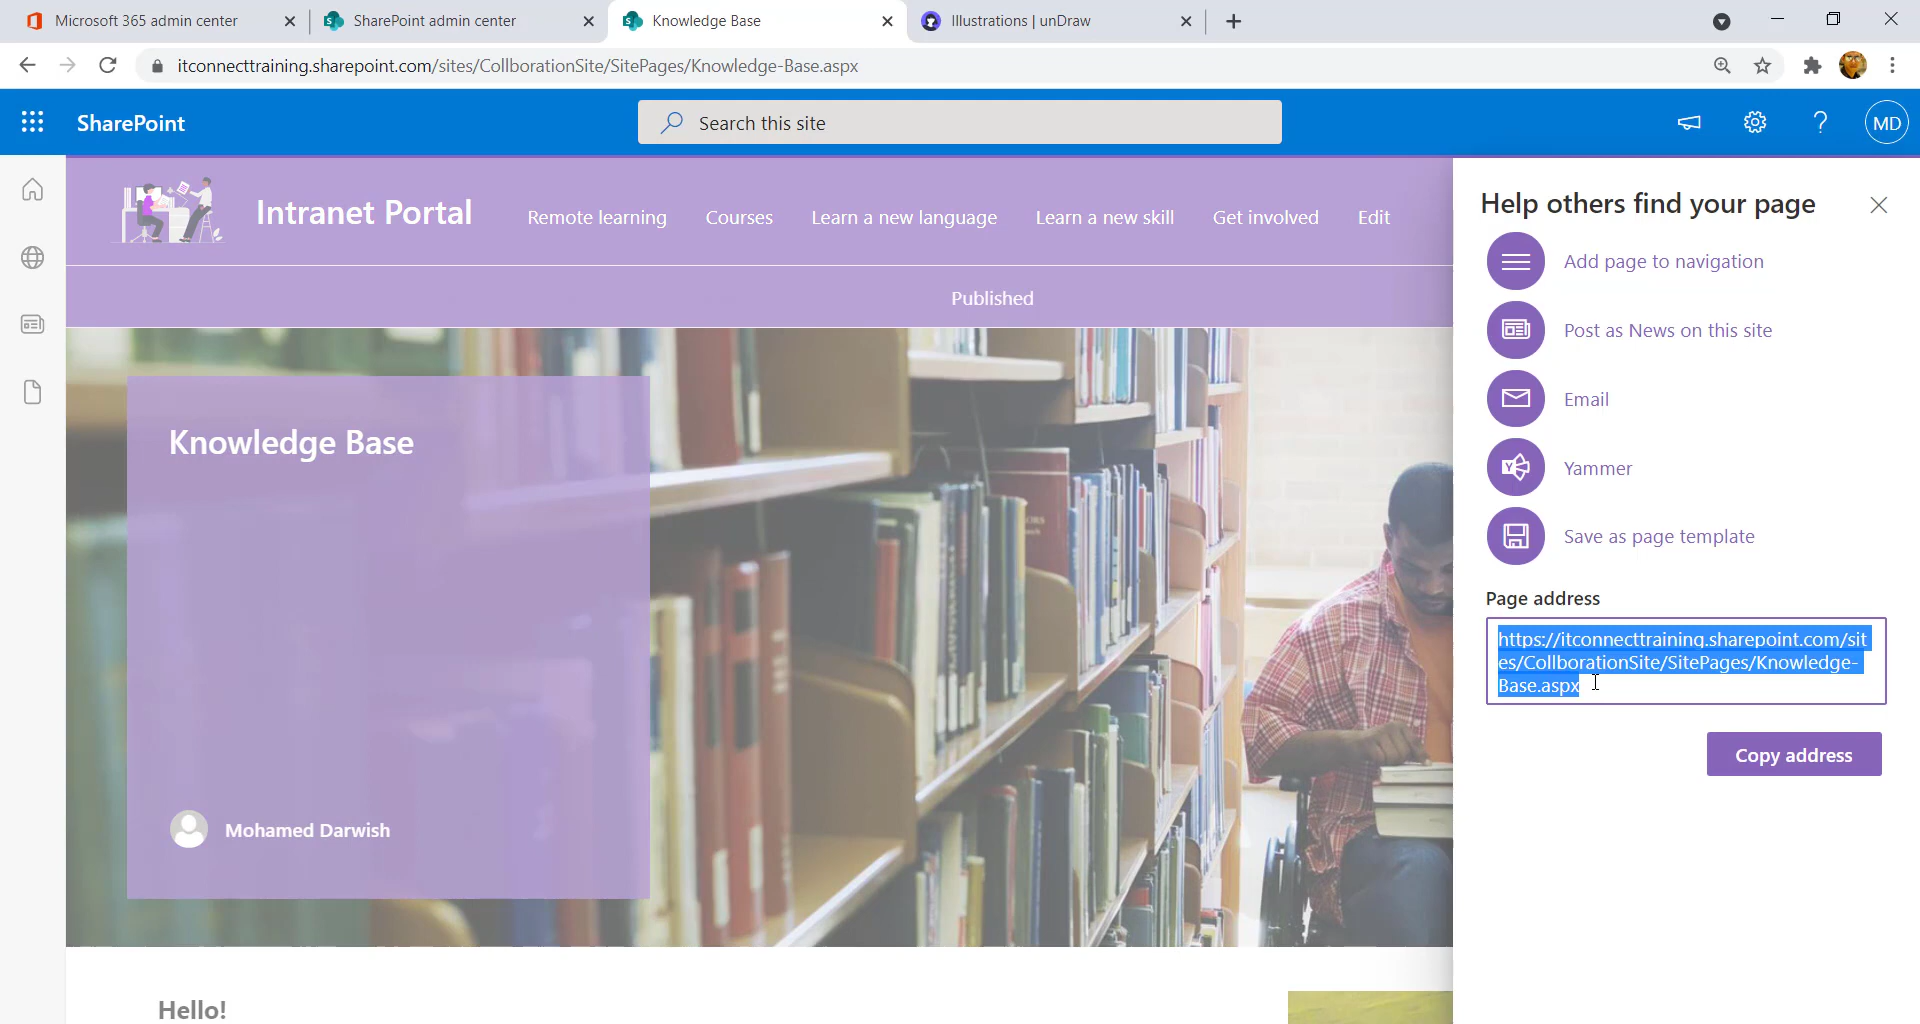 Microsoft 365 admin center
SharePoint admin center
Knowledge Base
Illustrations | unDraw
itconnecttraining.sharepoint.com/sites/CollborationSite/SitePages/Knowledge-Base.aspx
SharePoint
Search this site
MD
Intranet Portal
Remote learning
Courses
Learn a new language
Learn a new skill
Get involved
Edit
Published
Knowledge Base
Mohamed Darwish
Hello!
Help others find your page
Add page to navigation
Post as News on this site
Email
Yammer
Save as page template
Page address
https://itconnecttraining.sharepoint.com/sit
es/CollborationSite/SitePages/Knowledge-
Base.aspx
Copy address